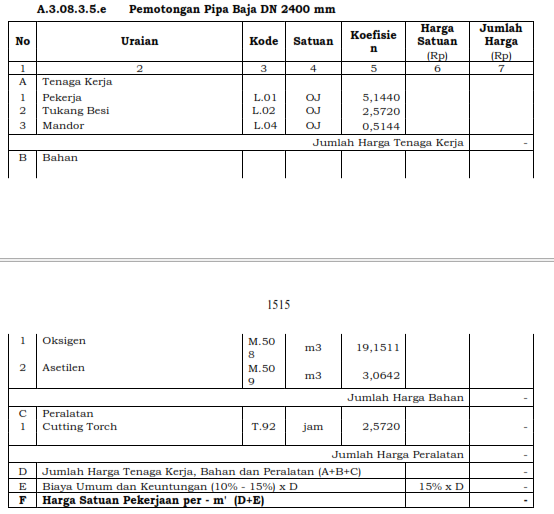 A.3.08.3.5.e Pemotongan Pipa Baja DN 2400 mm
No Uraian Kode Satuan Koefisie n Harga Satuan (Rp) Jumlah Harga (Rp)
1 2 3 4 5 6 7
A Tenaga Kerja
1 Pekerja L.01 OJ 5,1440
2 Tukang Besi L.02 OJ 2,5720
3 Mandor L.04 OJ 0,5144
Jumlah Harga Tenaga Kerja -
B Bahan
1515
1 Oksigen M.50 8 m3 19,1511
2 Asetilen M.50 9 m3 3,0642
Jumlah Harga Bahan -
C Peralatan
1 Cutting Torch T.92 jam 2,5720 -
Jumlah Harga Peralatan -
D Jumlah Harga Tenaga Kerja, Bahan dan Peralatan (A+B+C) -
E Biaya Umum dan Keuntungan (10% - 15%) x D 15% x D -
F Harga Satuan Pekerjaan per - m' (D+E) -